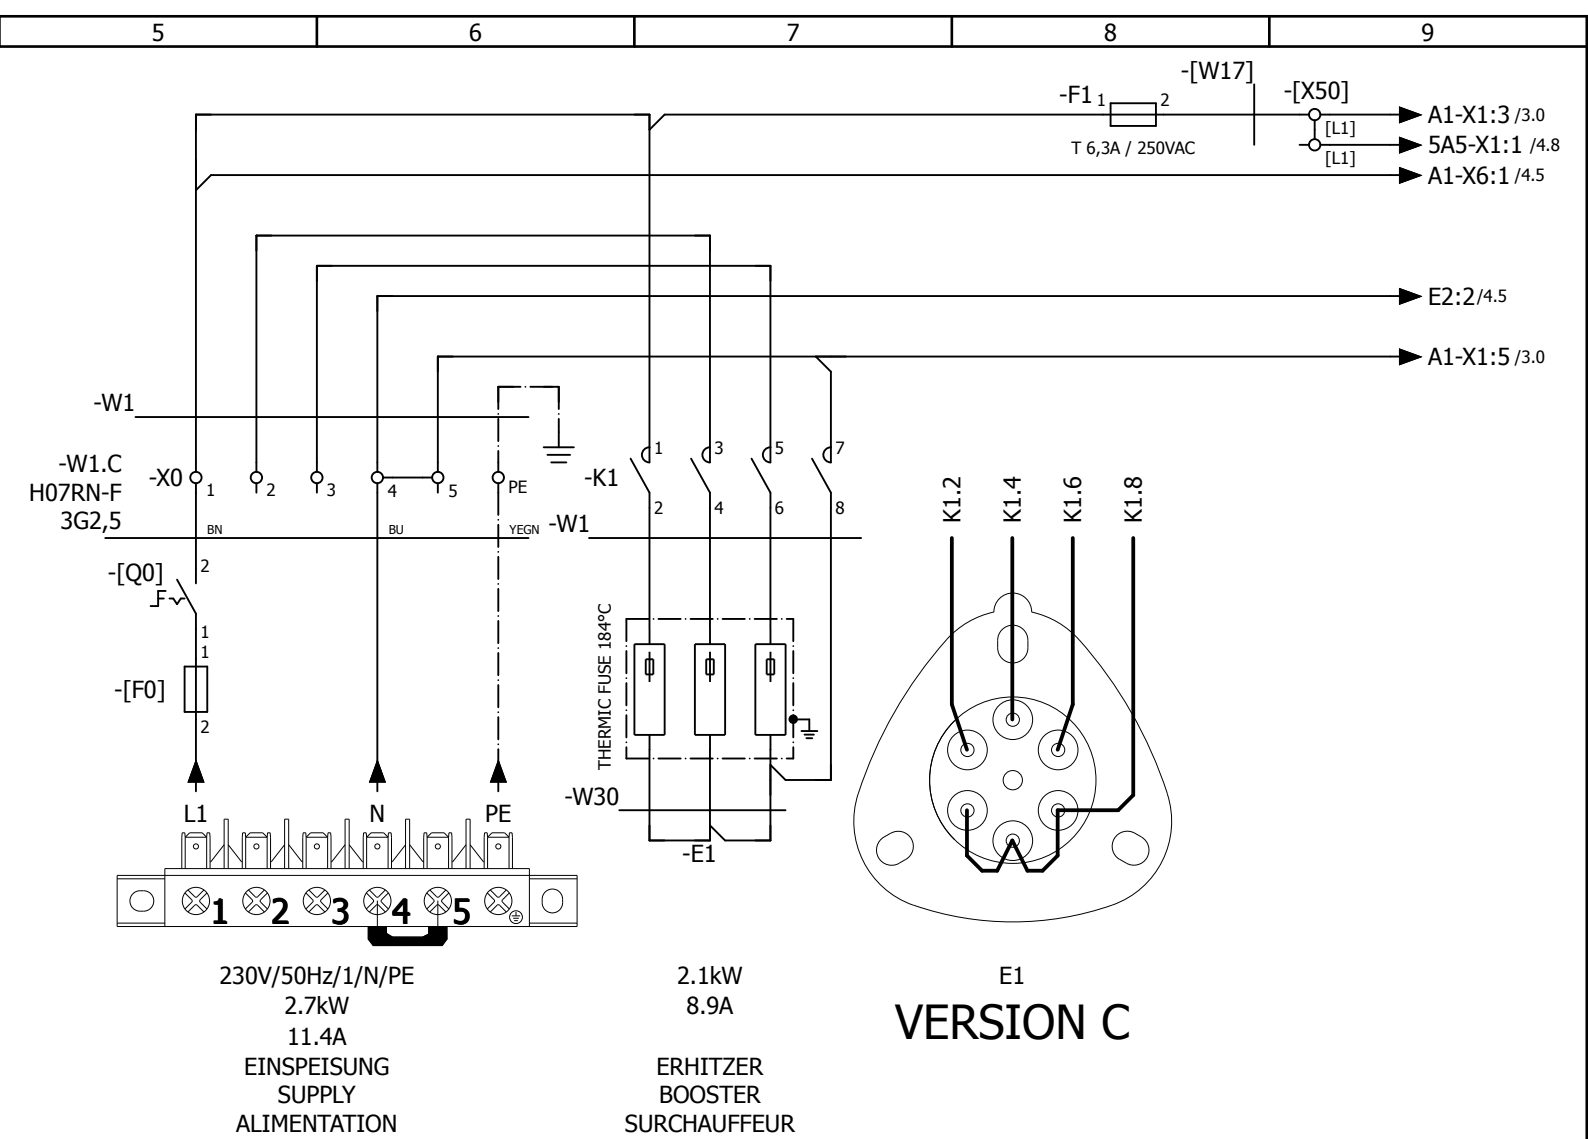 5 6 7 8 9
-[W17]
-F1 1 2 -[X50]
A1-X1:3 /3.0
[L1]
T 6,3A / 250VAC
5A5-X1:1 /4.8
[L1]
A1-X6:1 /4.5
E2:2/4.5
A1-X1:5 /3.0
-W1
1 3 5 7
-W1.C
-X0 1 2 3 4 5 PE
-K1
H07RN-F
3G2,5
2 4 6 8
BN BU YEGN
-W1
K1.2 K1.4 K1.6 K1.8
-[Q0]
2
1
1
-[F0]
2
THERMIC FUSE 184°C
L1 N PE
-W30
-E1
1 2 3 4 5
230V/50Hz/1/N/PE
2.7kW
11.4A
EINSPEISUNG
SUPPLY
ALIMENTATION
2.1kW
8.9A
ERHITZER
BOOSTER
SURCHAUFFEUR
E1
VERSION C